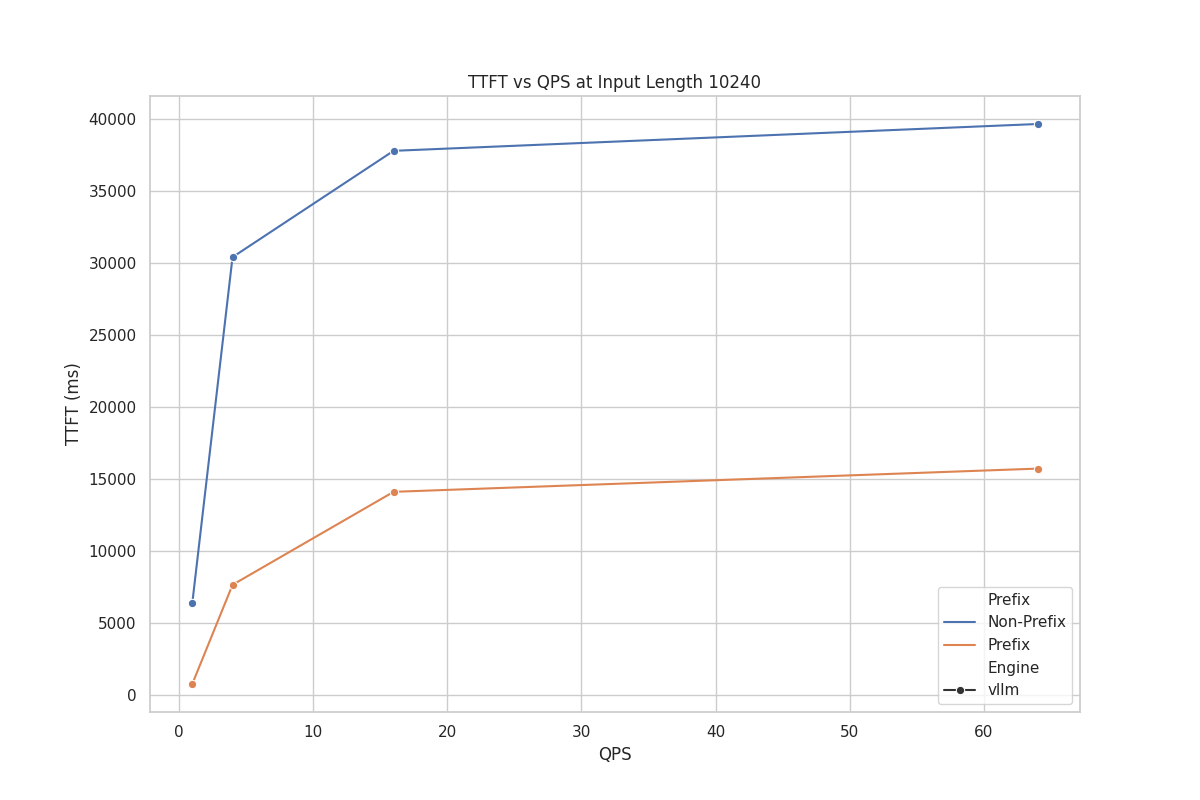 TTFT vs QPS at Input Length 10240
TTFT (ms)
40000
35000
30000
25000
20000
15000
10000
5000
0
0 10 20 30 40 50 60
QPS
Prefix
Non-Prefix
Prefix
Engine
vllm